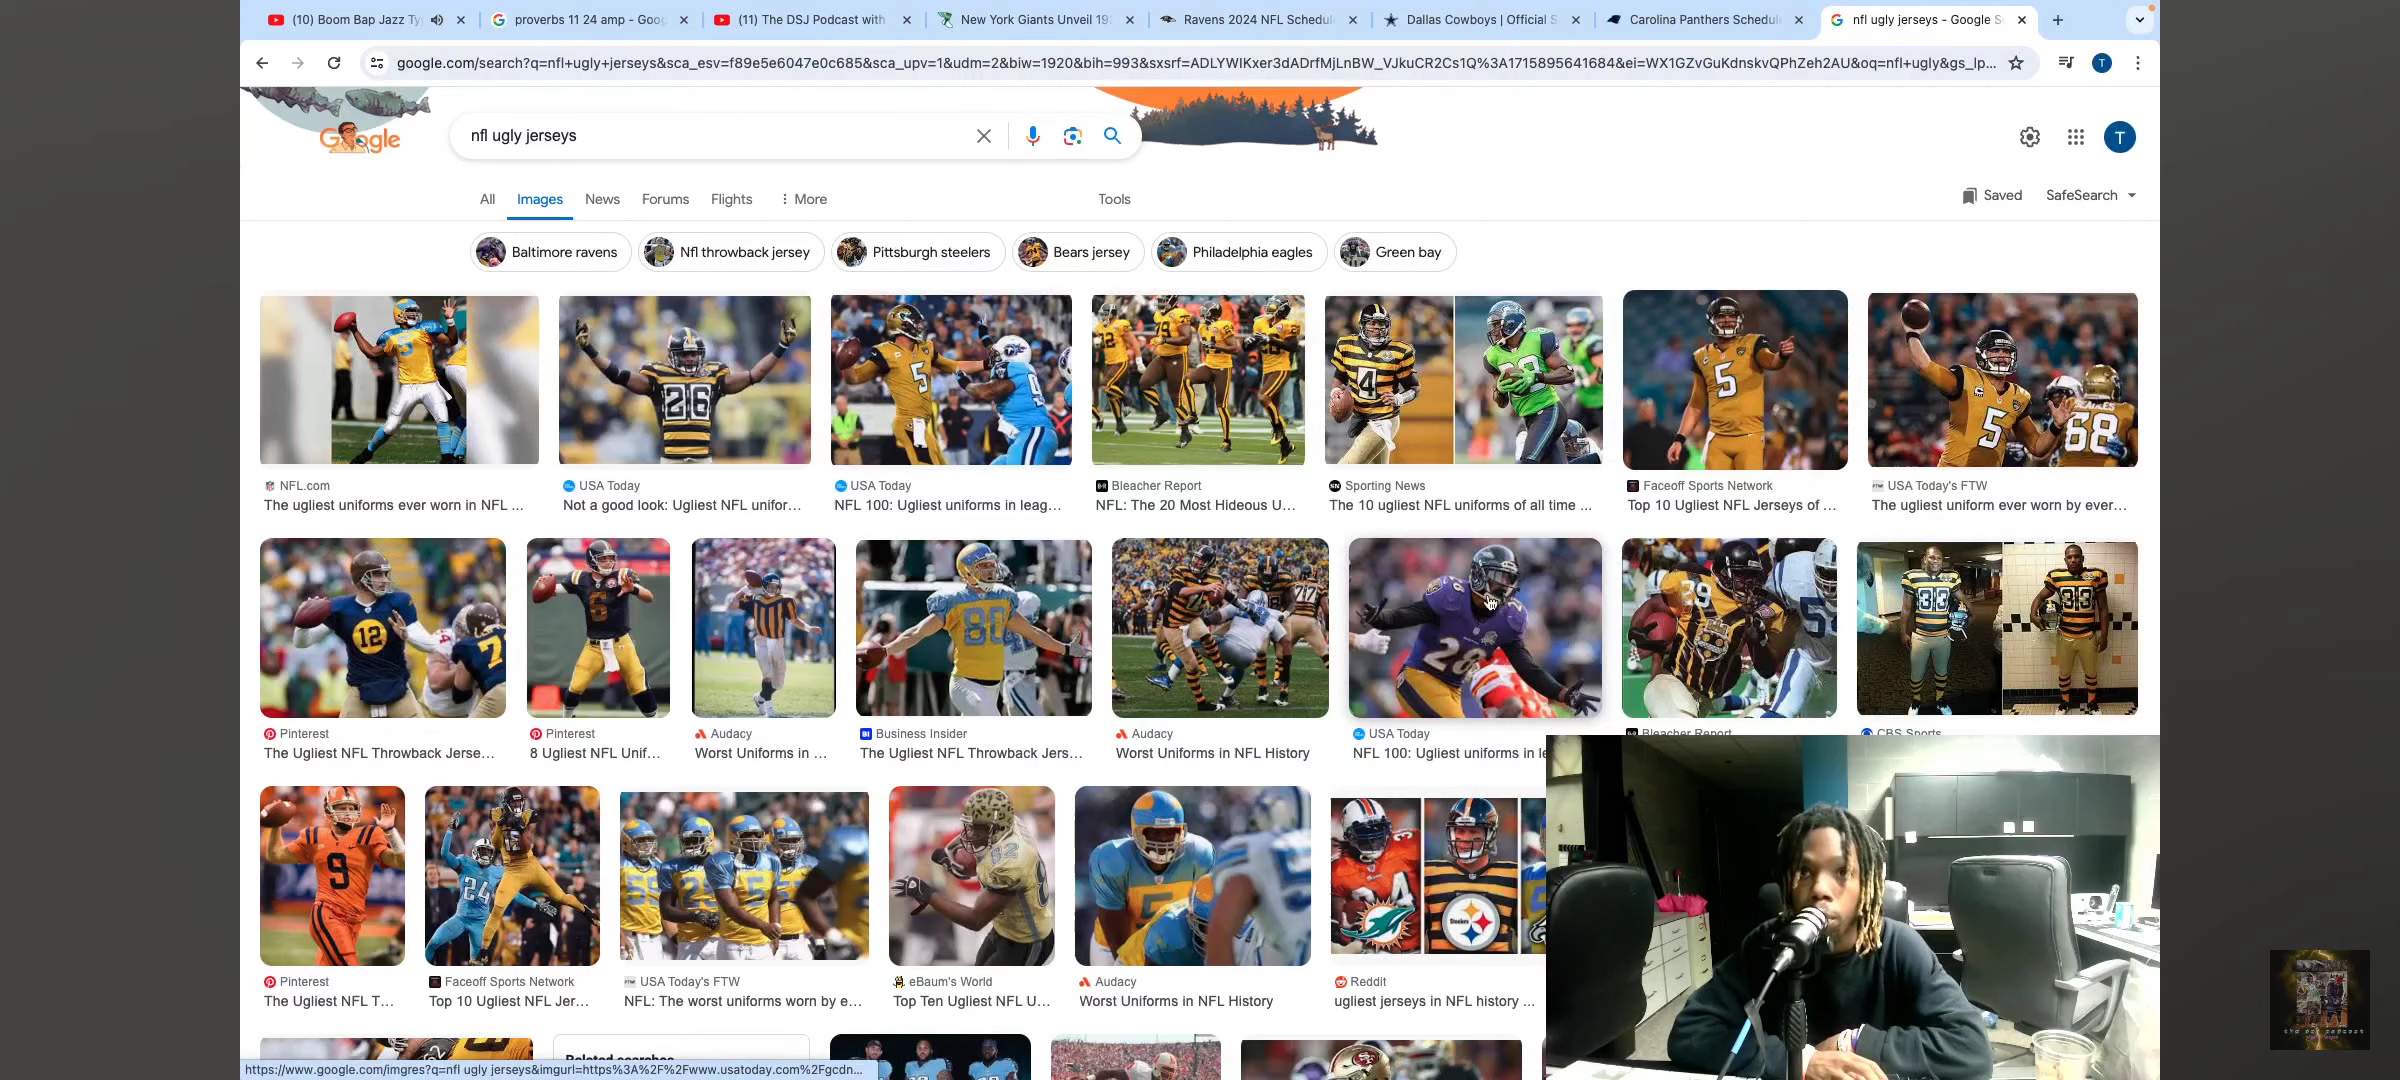 (10) Boom Bap Jazz Ty
proverbs 11 24 amp - Goog
(11) The DSJ Podcast with
New York Giants Unveil 192
Ravens 2024 NFL Schedule
Dallas Cowboys | Official S
Carolina Panthers Schedule
nfl ugly jerseys - Google S
google.com/search?q=nfl+ugly+jerseys&sca_esv=f89e5e6047e0c685&sca_upv=1&udm=2&biw=1920&bih=993&sxsrf=ADLYWIKxer3dADrfMjLnBW_VJkuCR2Cs1Q%3A1715895641684&ei=WX1GZvGuKdnskvQPhZeh2AU&oq=nfl+ugly&gs_lp...
T
Google
nfl ugly jerseys
T
All
Images
News
Forums
Flights
More
Tools
Saved
SafeSearch
Baltimore ravens
Nfl throwback jersey
Pittsburgh steelers
Bears jersey
Philadelphia eagles
Green bay
NFL.com
The ugliest uniforms ever worn in NFL ...
USA Today
Not a good look: Ugliest NFL unifor...
USA Today
NFL 100: Ugliest uniforms in leag...
Bleacher Report
NFL: The 20 Most Hideous U...
Sporting News
The 10 ugliest NFL uniforms of all time ...
Faceoff Sports Network
Top 10 Ugliest NFL Jerseys of ...
USA Today's FTW
The ugliest uniform ever worn by ever...
Pinterest
The Ugliest NFL Throwback Jerse...
Pinterest
8 Ugliest NFL Unif...
Audacy
Worst Uniforms in ...
Business Insider
The Ugliest NFL Throwback Jers...
Audacy
Worst Uniforms in NFL History
USA Today
NFL 100: Ugliest uniforms in le
Bleacher Report
CBS Sports
Pinterest
The Ugliest NFL T...
Faceoff Sports Network
Top 10 Ugliest NFL Jer...
USA Today's FTW
NFL: The worst uniforms worn by e...
eBaum's World
Top Ten Ugliest NFL U...
Audacy
Worst Uniforms in NFL History
Reddit
ugliest jerseys in NFL history ...
Related searches
https://www.google.com/imgres?q=nfl ugly jerseys&imgurl=https%3A%2F%2Fwww.usatoday.com%2Fgcdn...